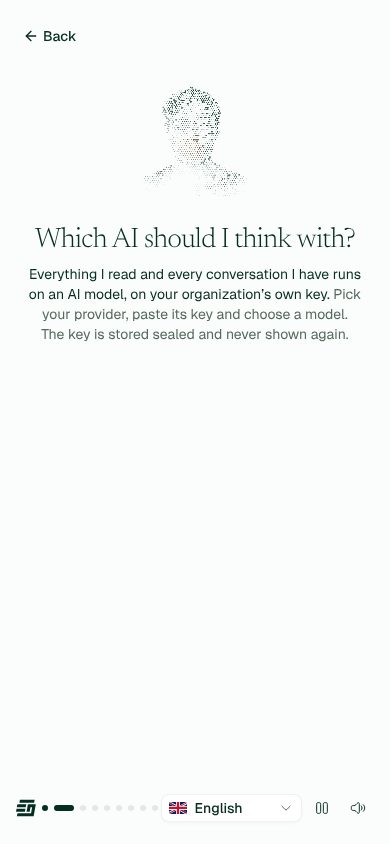 Back
Which AI should I think with?
Everything I read and every conversation I have runs
on an AI model, on your organization’s own key. Pick
your provider, paste its key and choose a model.
The key is stored sealed and never shown again.
English